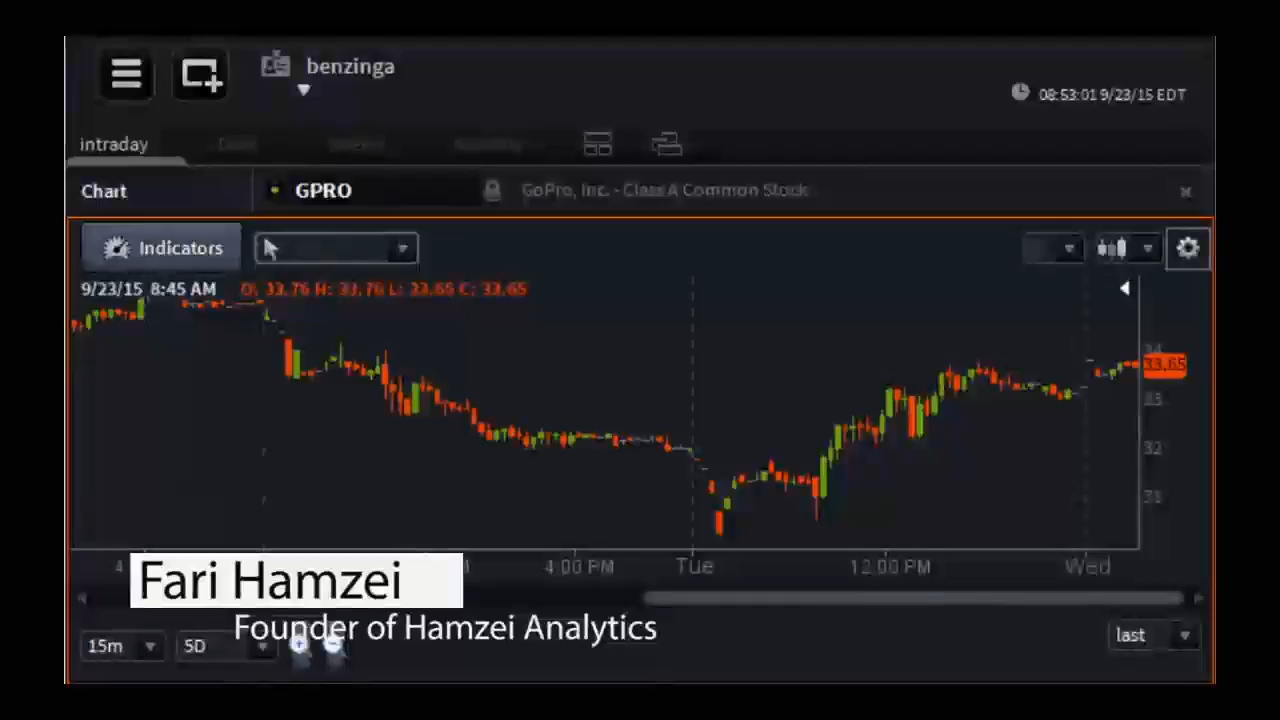 benzinga
08:53:01 9/23/15 EDT
intraday
Chart
GPRO
GoPro, Inc. - Class A Common Stock
Indicators
9/23/15 8:45 AM O: 33.76 H: 33.76 L: 33.65 C: 33.65
34
33.65
33
32
31
4:00 PM Tue 12:00 PM Wed
Fari Hamzei
Founder of Hamzei Analytics
15m 5D last